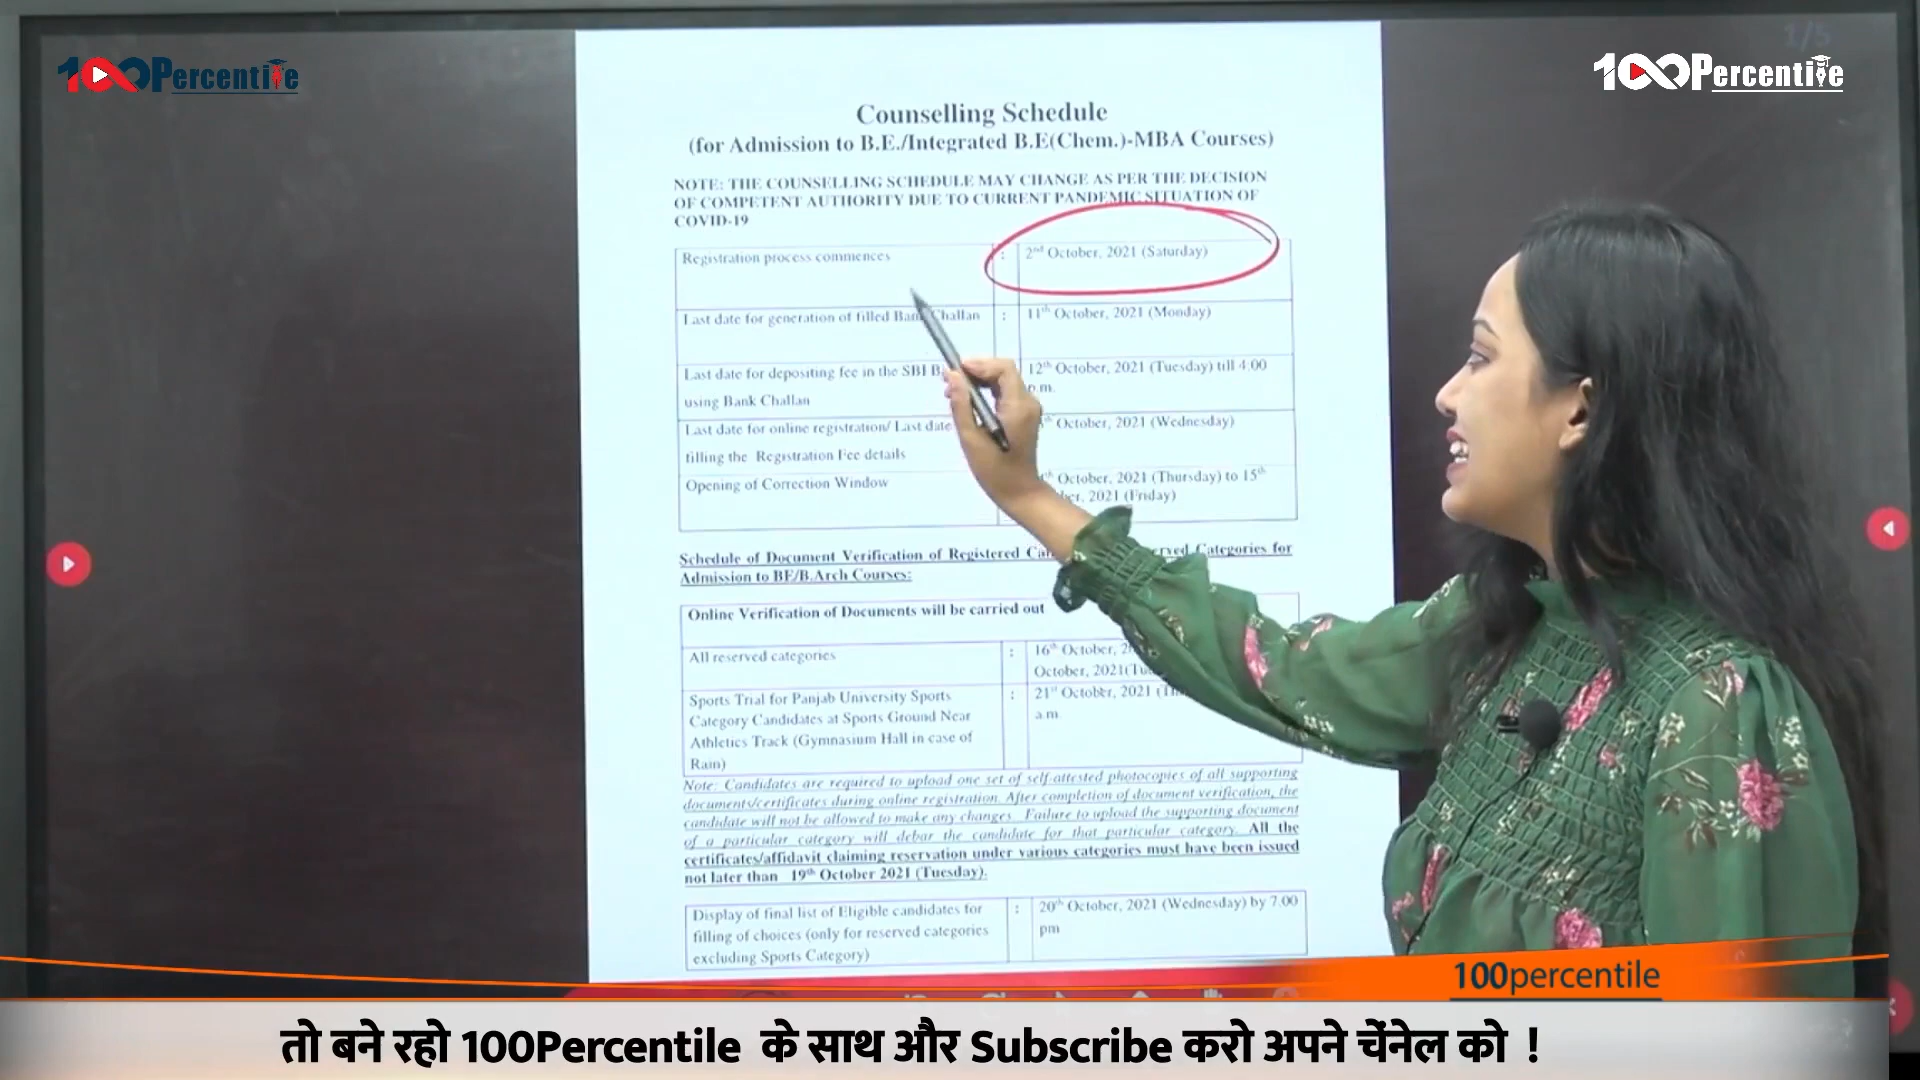 100Percentile
100Percentile
1/5
Counselling Schedule
(for Admission to B.E./Integrated B.E(Chem.)-MBA Courses)
NOTE: THE COUNSELLING SCHEDULE MAY CHANGE AS PER THE DECISION
OF COMPETENT AUTHORITY DUE TO CURRENT PANDEMIC SITUATION OF
COVID-19
Registration process commences : 2nd October, 2021 (Saturday)
Last date for generation of filled Bank Challan : 11th October, 2021 (Monday)
Last date for depositing fee in the SBI
using Bank Challan
12th October, 2021 (Tuesday) till 4:00
p.m.
Last date for online registration/ Last date
filling the Registration Fee details
October, 2021 (Wednesday)
Opening of Correction Window
October, 2021 (Thursday) to 15th
2021 (Friday)
Schedule of Document Verification of Registered Categories for
Admission to BE/B.Arch Courses:
Online Verification of Documents will be carried out
All reserved categories : 16th October,
October, 2021
Sports Trial for Panjab University Sports
Category Candidates at Sports Ground Near
Athletics Track (Gymnasium Hall in case of
Rain)
: 21st October, 2021
a.m.
Note: Candidates are required to upload one set of self-attested photocopies of all supporting
documents/certificates during online registration. After completion of document verification, the
candidate will not be allowed to make any changes. Failure to upload the supporting document
of a particular category will debar the candidate for that particular category. All the
certificates/affidavit claiming reservation under various categories must have been issued
not later than 19th October 2021 (Tuesday).
Display of final list of Eligible candidates for
filling of choices (only for reserved categories
excluding Sports Category)
: 20th October, 2021 (Wednesday) by 7.00
pm
100percentile
तो बने रहो 100Percentile के साथ और Subscribe करो अपने चेंनेल को !